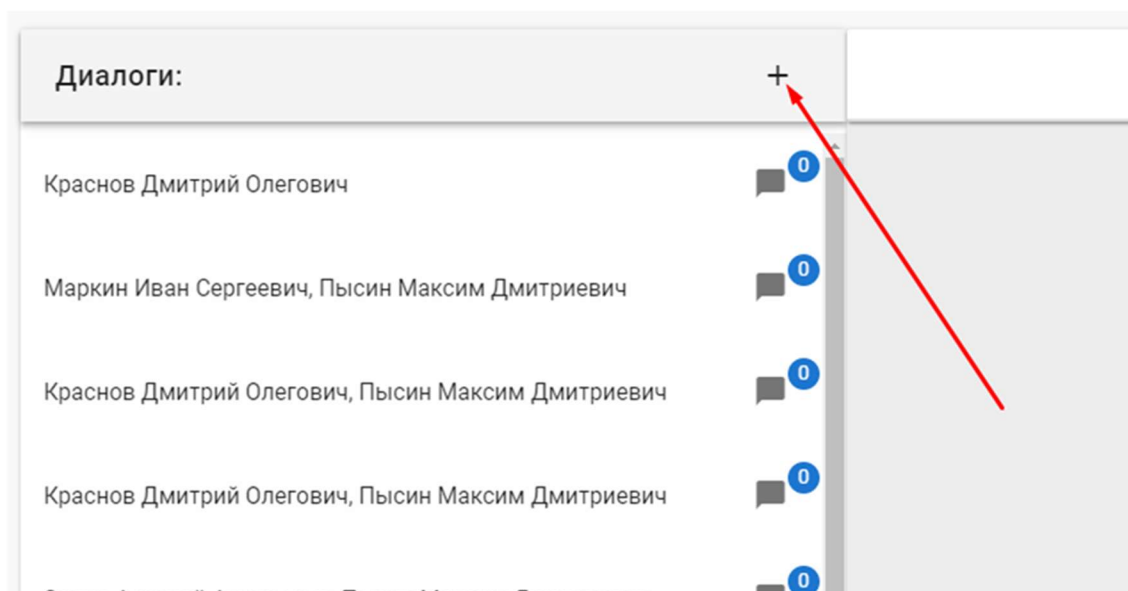 Диалоги: +
Краснов Дмитрий Олегович 0
Маркин Иван Сергеевич, Пысин Максим Дмитриевич 0
Краснов Дмитрий Олегович, Пысин Максим Дмитриевич 0
Краснов Дмитрий Олегович, Пысин Максим Дмитриевич 0
0